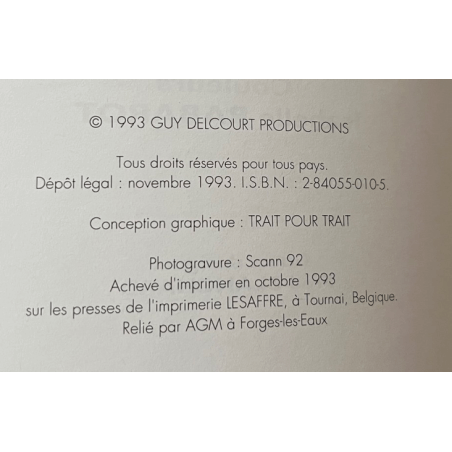 © 1993 GUY DELCOURT PRODUCTIONS
Tous droits réservés pour tous pays.
Dépôt légal : novembre 1993. I.S.B.N. : 2-84055-010-5.
Conception graphique : TRAIT POUR TRAIT
Photogravure : Scann 92
Achevé d'imprimer en octobre 1993
sur les presses de l'imprimerie LESAFFRE, à Tournai, Belgique.
Relié par AGM à Forges-les-Eaux